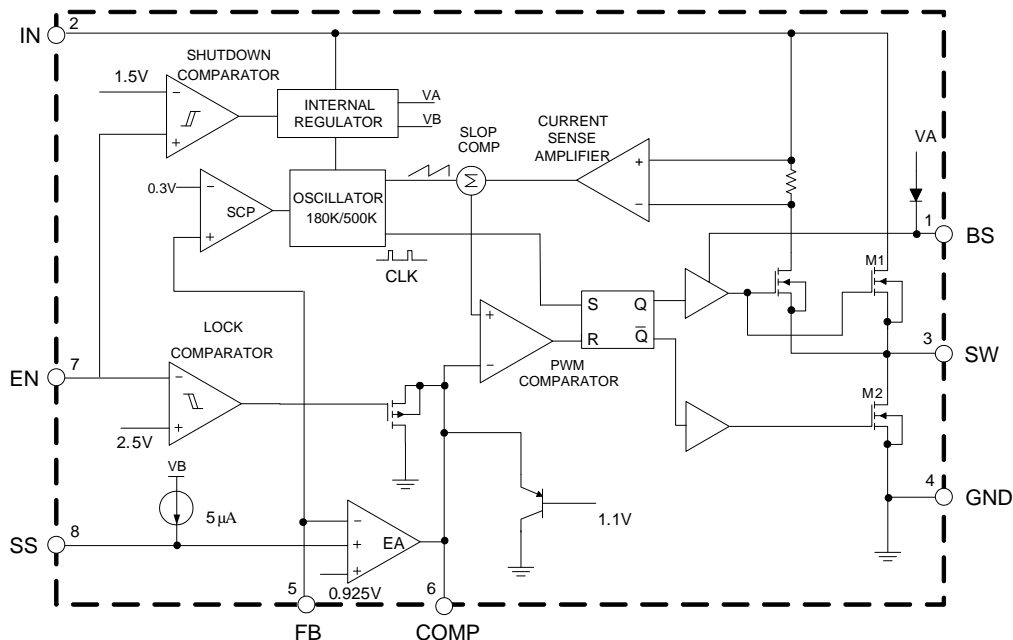 IN
2
SHUTDOWN
COMPARATOR
1.5V
−
+
INTERNAL
REGULATOR
VA
VB
SLOP
COMP
Σ
CURRENT
SENSE
AMPLIFIER
+
−
VA
1
BS
0.3V
−
+
SCP
OSCILLATOR
180K/500K
CLK
M1
LOCK
COMPARATOR
+
−
S
Q
R
Q̅
PWM
COMPARATOR
3
SW
7
EN
−
+
2.5V
M2
VB
5µA
4
GND
1.1V
8
SS
−
+
+
EA
0.925V
5
FB
6
COMP